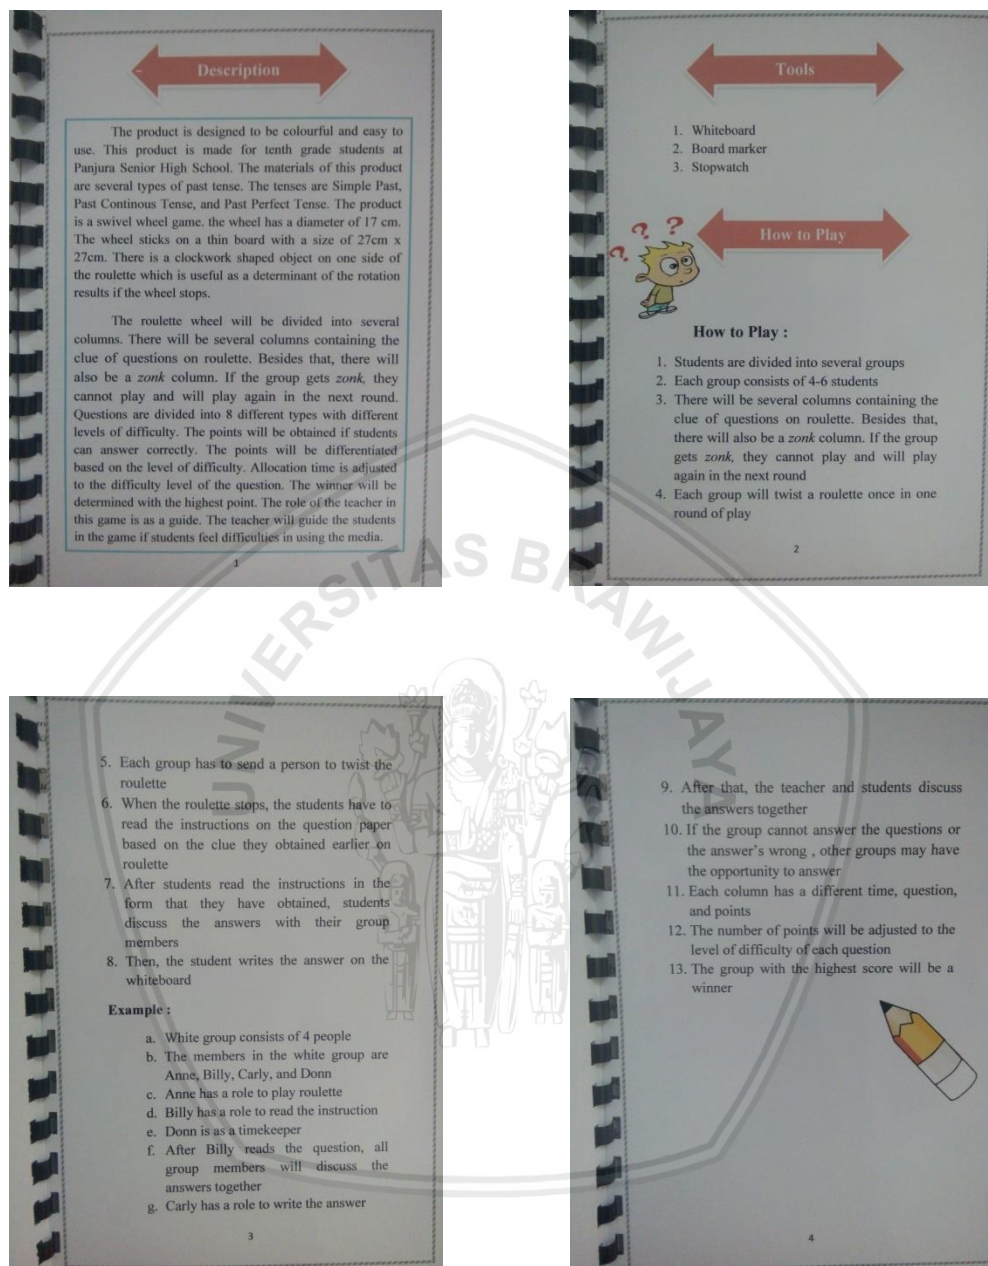 Description
The product is designed to be colourful and easy to
use. This product is made for tenth grade students at
Panjura Senior High School. The materials of this product
are several types of past tense. The tenses are Simple Past,
Past Continous Tense, and Past Perfect Tense. The product
is a swivel wheel game. the wheel has a diameter of 17 cm.
The wheel sticks on a thin board with a size of 27cm x
27cm. There is a clockwork shaped object on one side of
the roulette which is useful as a determinant of the rotation
results if the wheel stops.
The roulette wheel will be divided into several
columns. There will be several columns containing the
clue of questions on roulette. Besides that, there will
also be a zonk column. If the group gets zonk, they
cannot play and will play again in the next round.
Questions are divided into 8 different types with different
levels of difficulty. The points will be obtained if students
can answer correctly. The points will be differentiated
based on the level of difficulty. Allocation time is adjusted
to the difficulty level of the question. The winner will be
determined with the highest point. The role of the teacher in
this game is as a guide. The teacher will guide the students
in the game if students feel difficulties in using the media.
1
Tools
1. Whiteboard
2. Board marker
3. Stopwatch
? ? ?
How to Play
How to Play :
1. Students are divided into several groups
2. Each group consists of 4-6 students
3. There will be several columns containing the
clue of questions on roulette. Besides that,
there will also be a zonk column. If the group
gets zonk, they cannot play and will play
again in the next round
4. Each group will twist a roulette once in one
round of play
2
UNIVERSITAS BRAWIJAYA
5. Each group has to send a person to twist the
roulette
6. When the roulette stops, the students have to
read the instructions on the question paper
based on the clue they obtained earlier on
roulette
7. After students read the instructions in the
form that they have obtained, students
discuss the answers with their group
members
8. Then, the student writes the answer on the
whiteboard
Example :
a. White group consists of 4 people
b. The members in the white group are
Anne, Billy, Carly, and Donn
c. Anne has a role to play roulette
d. Billy has a role to read the instruction
e. Donn is as a timekeeper
f. After Billy reads the question, all
group members will discuss the
answers together
g. Carly has a role to write the answer
3
9. After that, the teacher and students discuss
the answers together
10. If the group cannot answer the questions or
the answer's wrong , other groups may have
the opportunity to answer
11. Each column has a different time, question,
and points
12. The number of points will be adjusted to the
level of difficulty of each question
13. The group with the highest score will be a
winner
4